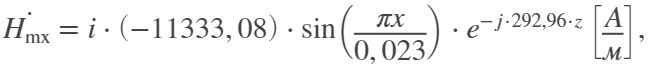 Ḣmx = i · (−11333,08) · sin(πx/0,023) · e^(−j·292,96·z) [А/м],